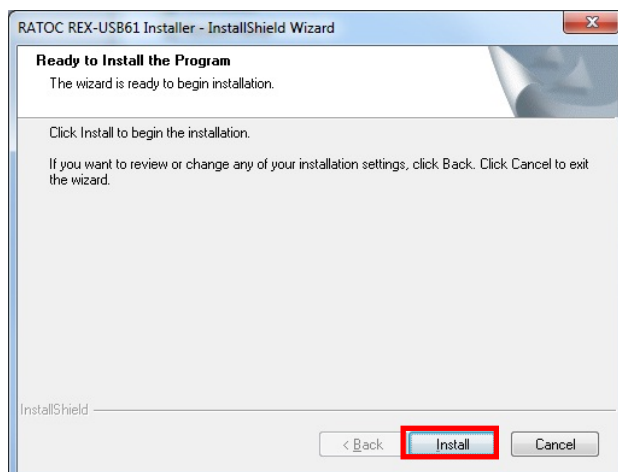 RATOC REX-USB61 Installer - InstallShield Wizard
Ready to Install the Program
The wizard is ready to begin installation.
Click Install to begin the installation.
If you want to review or change any of your installation settings, click Back. Click Cancel to exit
the wizard.
InstallShield
< Back Install Cancel